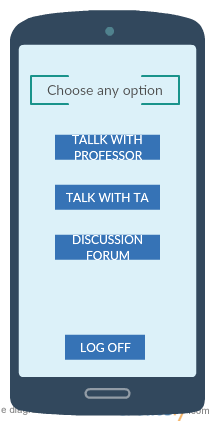 Choose any option
TALLK WITH
PROFESSOR
TALK WITH TA
DISCUSSION
FORUM
LOG OFF